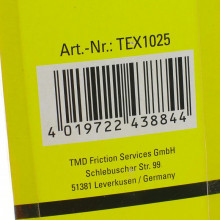 Art.-Nr.: TEX1025
4 019722 438844
TMD Friction Services GmbH
Schlebuscher Str. 99
51381 Leverkusen / Germany